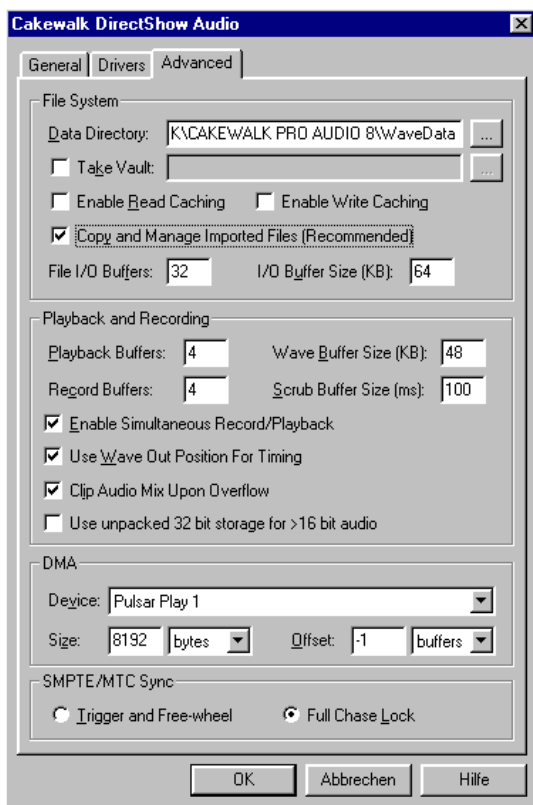 Cakewalk DirectShow Audio
General Drivers Advanced
File System
Data Directory: K\CAKEWALK PRO AUDIO 8\WaveData ...
Take Vault: ...
Enable Read Caching Enable Write Caching
Copy and Manage Imported Files (Recommended)
File I/O Buffers: 32 I/O Buffer Size (KB): 64
Playback and Recording
Playback Buffers: 4 Wave Buffer Size (KB): 48
Record Buffers: 4 Scrub Buffer Size (ms): 100
Enable Simultaneous Record/Playback
Use Wave Out Position For Timing
Clip Audio Mix Upon Overflow
Use unpacked 32 bit storage for >16 bit audio
DMA
Device: Pulsar Play 1
Size: 8192 bytes Offset: -1 buffers
SMPTE/MTC Sync
Trigger and Free-wheel Full Chase Lock
OK Abbrechen Hilfe